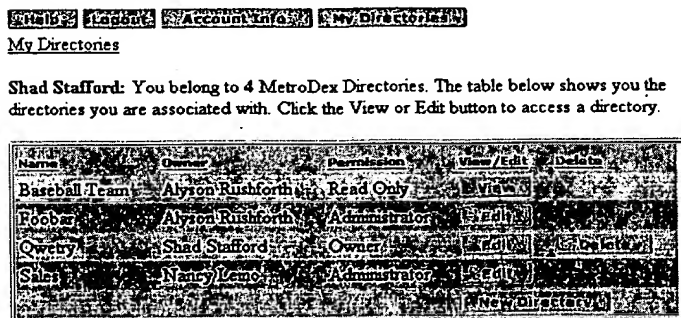 Help Logout Account Info My Directories
My Directories
Shad Stafford: You belong to 4 MetroDex Directories. The table below shows you the
directories you are associated with. Click the View or Edit button to access a directory.
Name Owner Permission View/Edit Delete
Baseball Team Alyson Rushforth Read Only View
Foobar Alyson Rushforth Administrator Edit
Qwerty Shad Stafford Owner Edit Delete
Sales Nancy Lemo Administrator Edit
New Directory